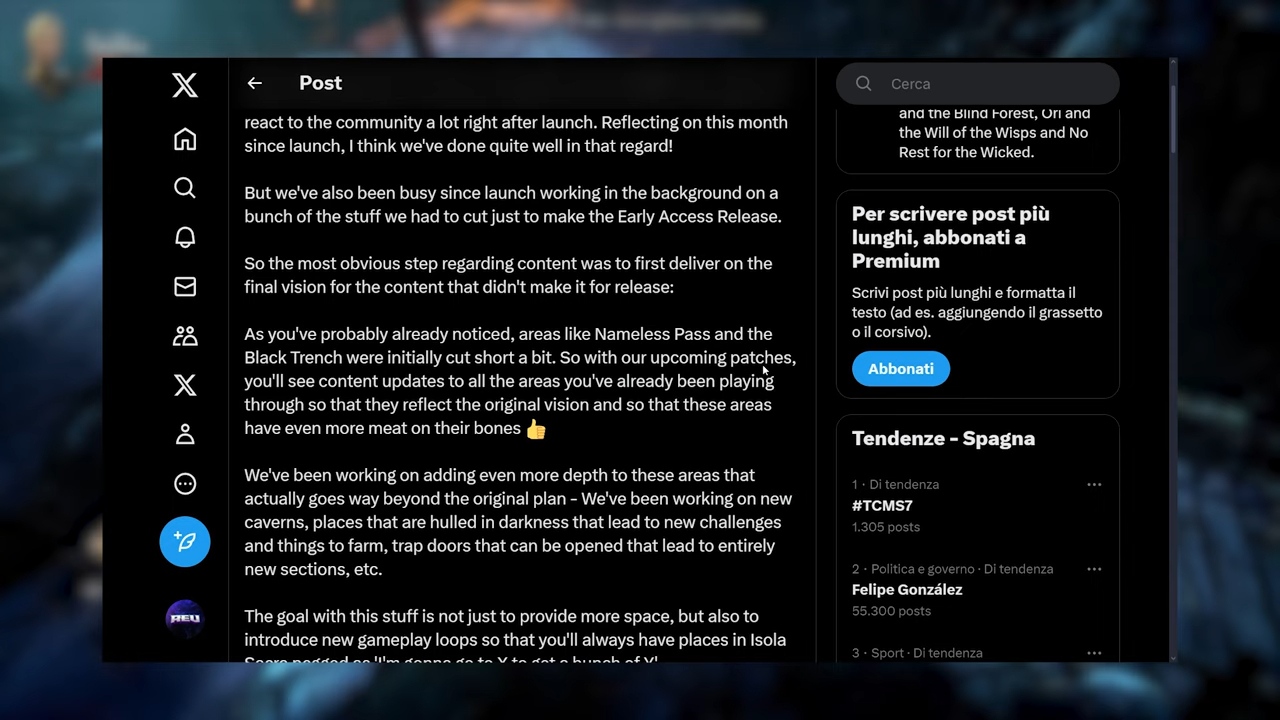 Post
react to the community a lot right after launch. Reflecting on this month
since launch, I think we've done quite well in that regard!
But we've also been busy since launch working in the background on a
bunch of the stuff we had to cut just to make the Early Access Release.
So the most obvious step regarding content was to first deliver on the
final vision for the content that didn't make it for release:
As you've probably already noticed, areas like Nameless Pass and the
Black Trench were initially cut short a bit. So with our upcoming patches,
you'll see content updates to all the areas you've already been playing
through so that they reflect the original vision and so that these areas
have even more meat on their bones 👍
We've been working on adding even more depth to these areas that
actually goes way beyond the original plan - We've been working on new
caverns, places that are hulled in darkness that lead to new challenges
and things to farm, trap doors that can be opened that lead to entirely
new sections, etc.
The goal with this stuff is not just to provide more space, but also to
introduce new gameplay loops so that you'll always have places in Isola
Sacra pegged as 'I'm gonna go to X to get a bunch of Y'
REU
Cerca
and the Blind Forest, Ori and
the Will of the Wisps and No
Rest for the Wicked.
Per scrivere post più
lunghi, abbonati a
Premium
Scrivi post più lunghi e formatta il
testo (ad es. aggiungendo il grassetto
o il corsivo).
Abbonati
Tendenze - Spagna
1 · Di tendenza
#TCMS7
1.305 posts
2 · Politica e governo · Di tendenza
Felipe González
55.300 posts
3 · Sport · Di tendenza